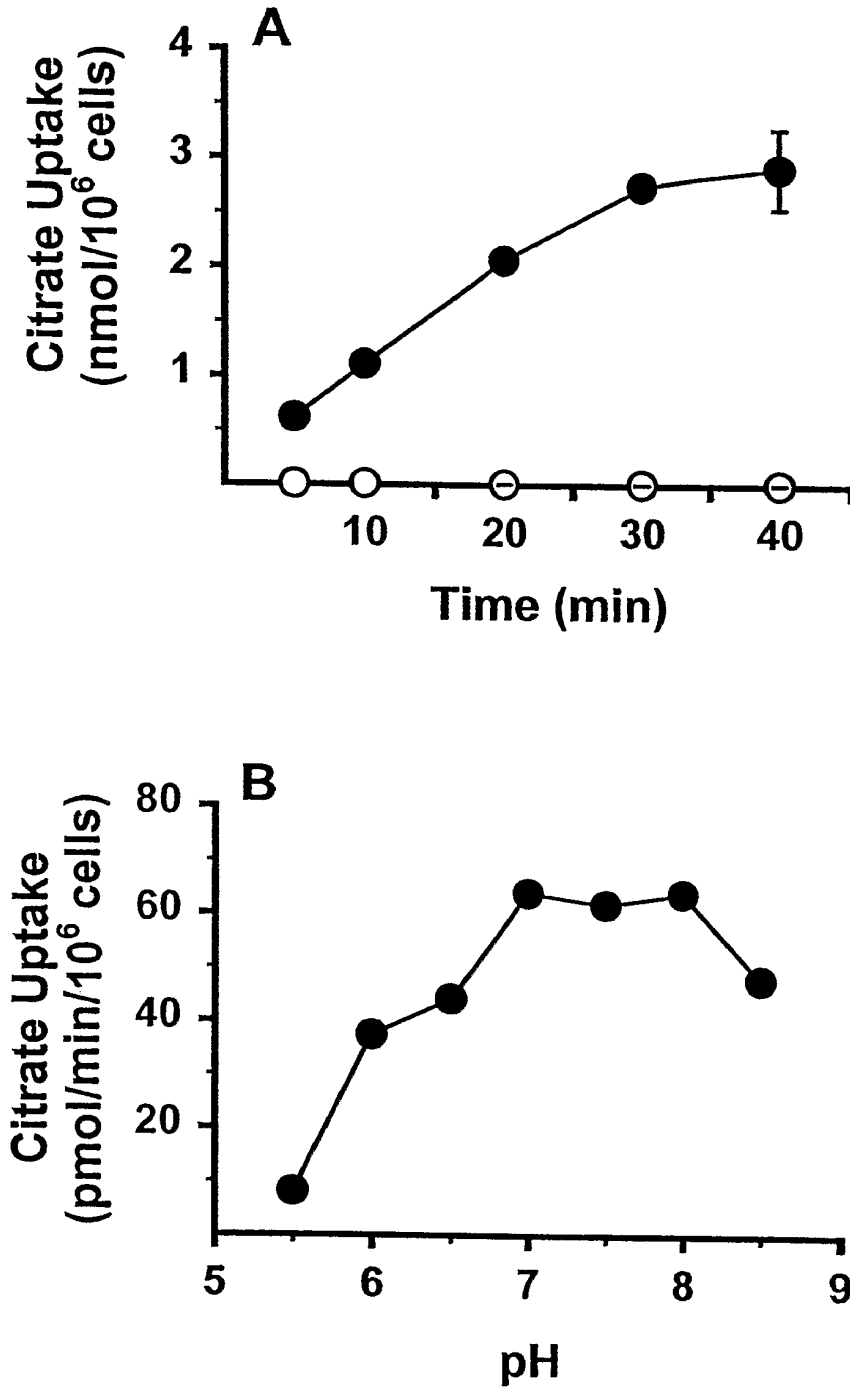 A
Citrate Uptake
(nmol/10⁶ cells)
4
3
2
1
10 20 30 40
Time (min)
B
Citrate Uptake
(pmol/min/10⁶ cells)
80
60
40
20
5 6 7 8 9
pH